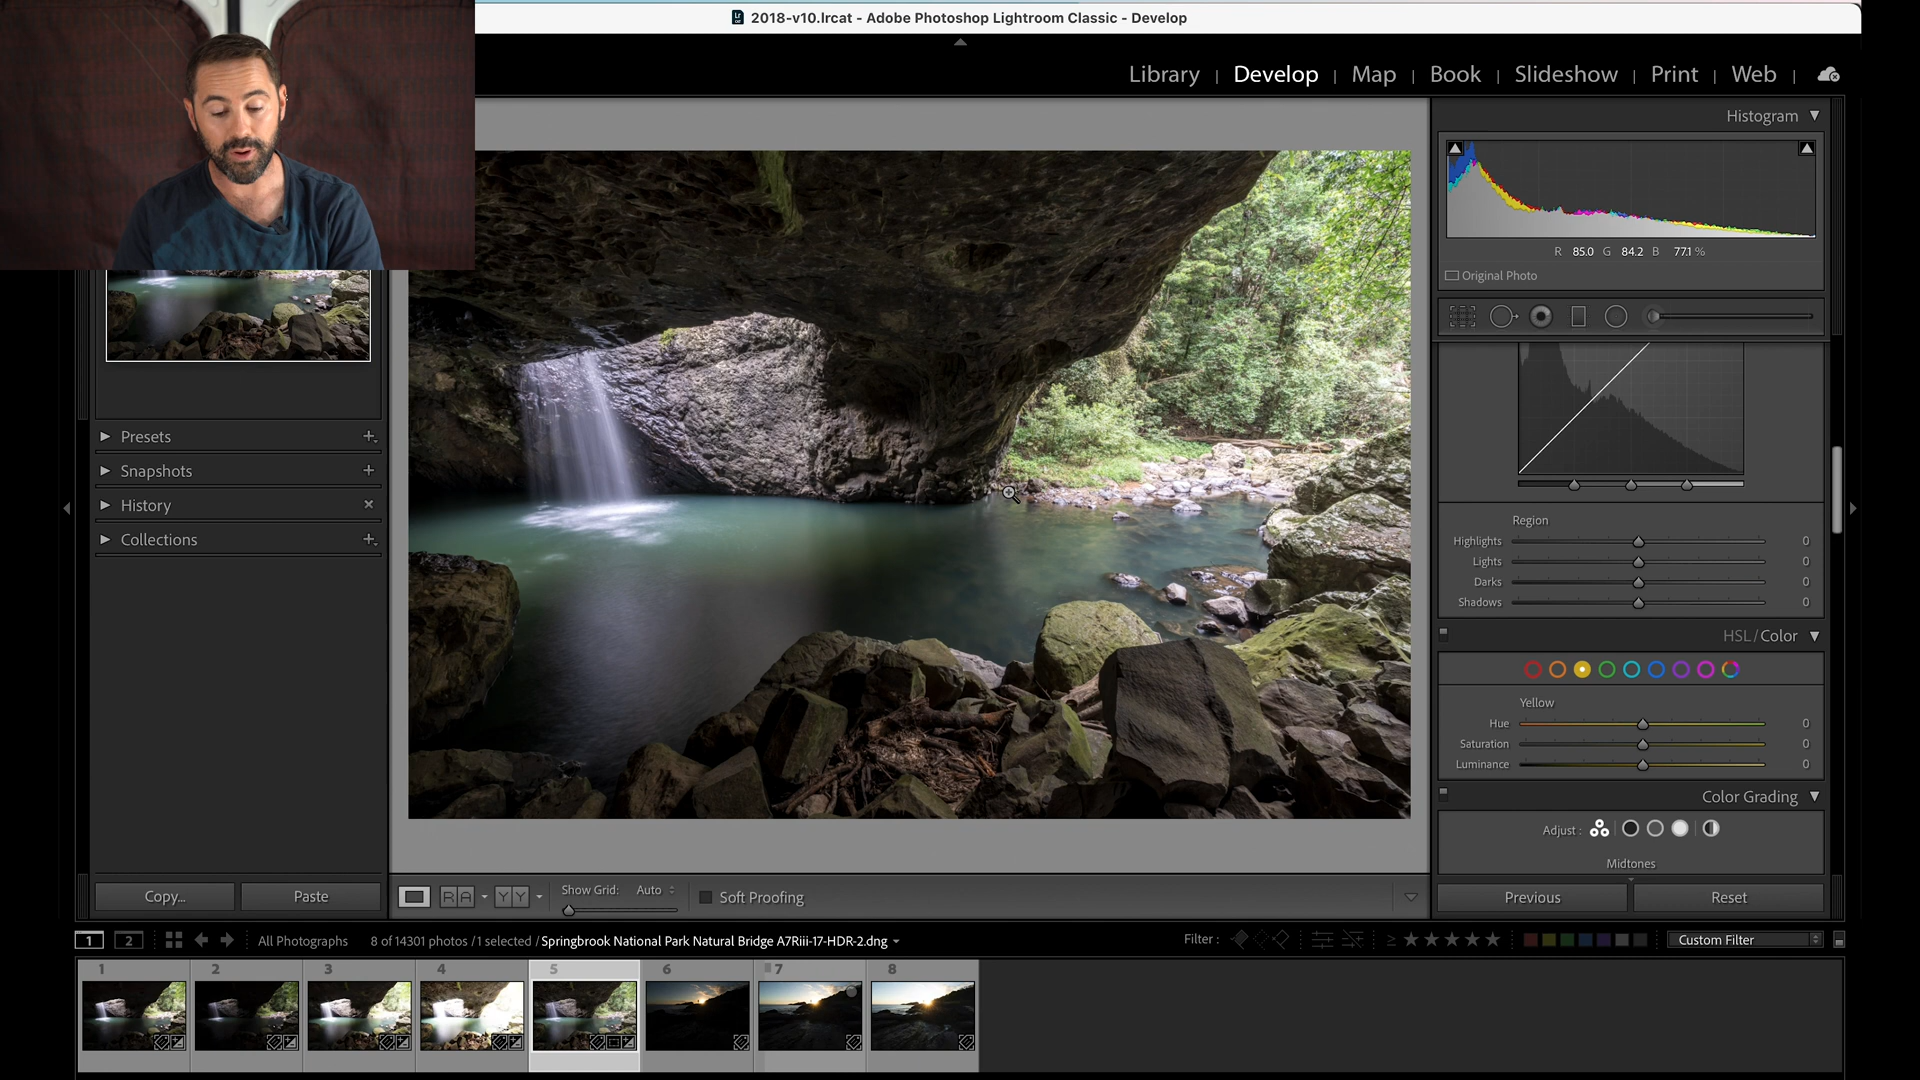 2018-v10.lrcat - Adobe Photoshop Lightroom Classic - Develop
Library | Develop | Map | Book | Slideshow | Print | Web |
Histogram
R 85.0 G 84.2 B 77.1 %
Original Photo
Presets
Snapshots
History
Collections
Region
Highlights 0
Lights 0
Darks 0
Shadows 0
HSL / Color
Yellow
Hue 0
Saturation 0
Luminance 0
Color Grading
Adjust :
Midtones
Copy... Paste
Show Grid: Auto
Soft Proofing
Previous Reset
1 2 All Photographs 8 of 14301 photos / 1 selected / Springbrook National Park Natural Bridge A7Riii-17-HDR-2.dng
Filter : Custom Filter
1 2 3 4 5 6 7 8